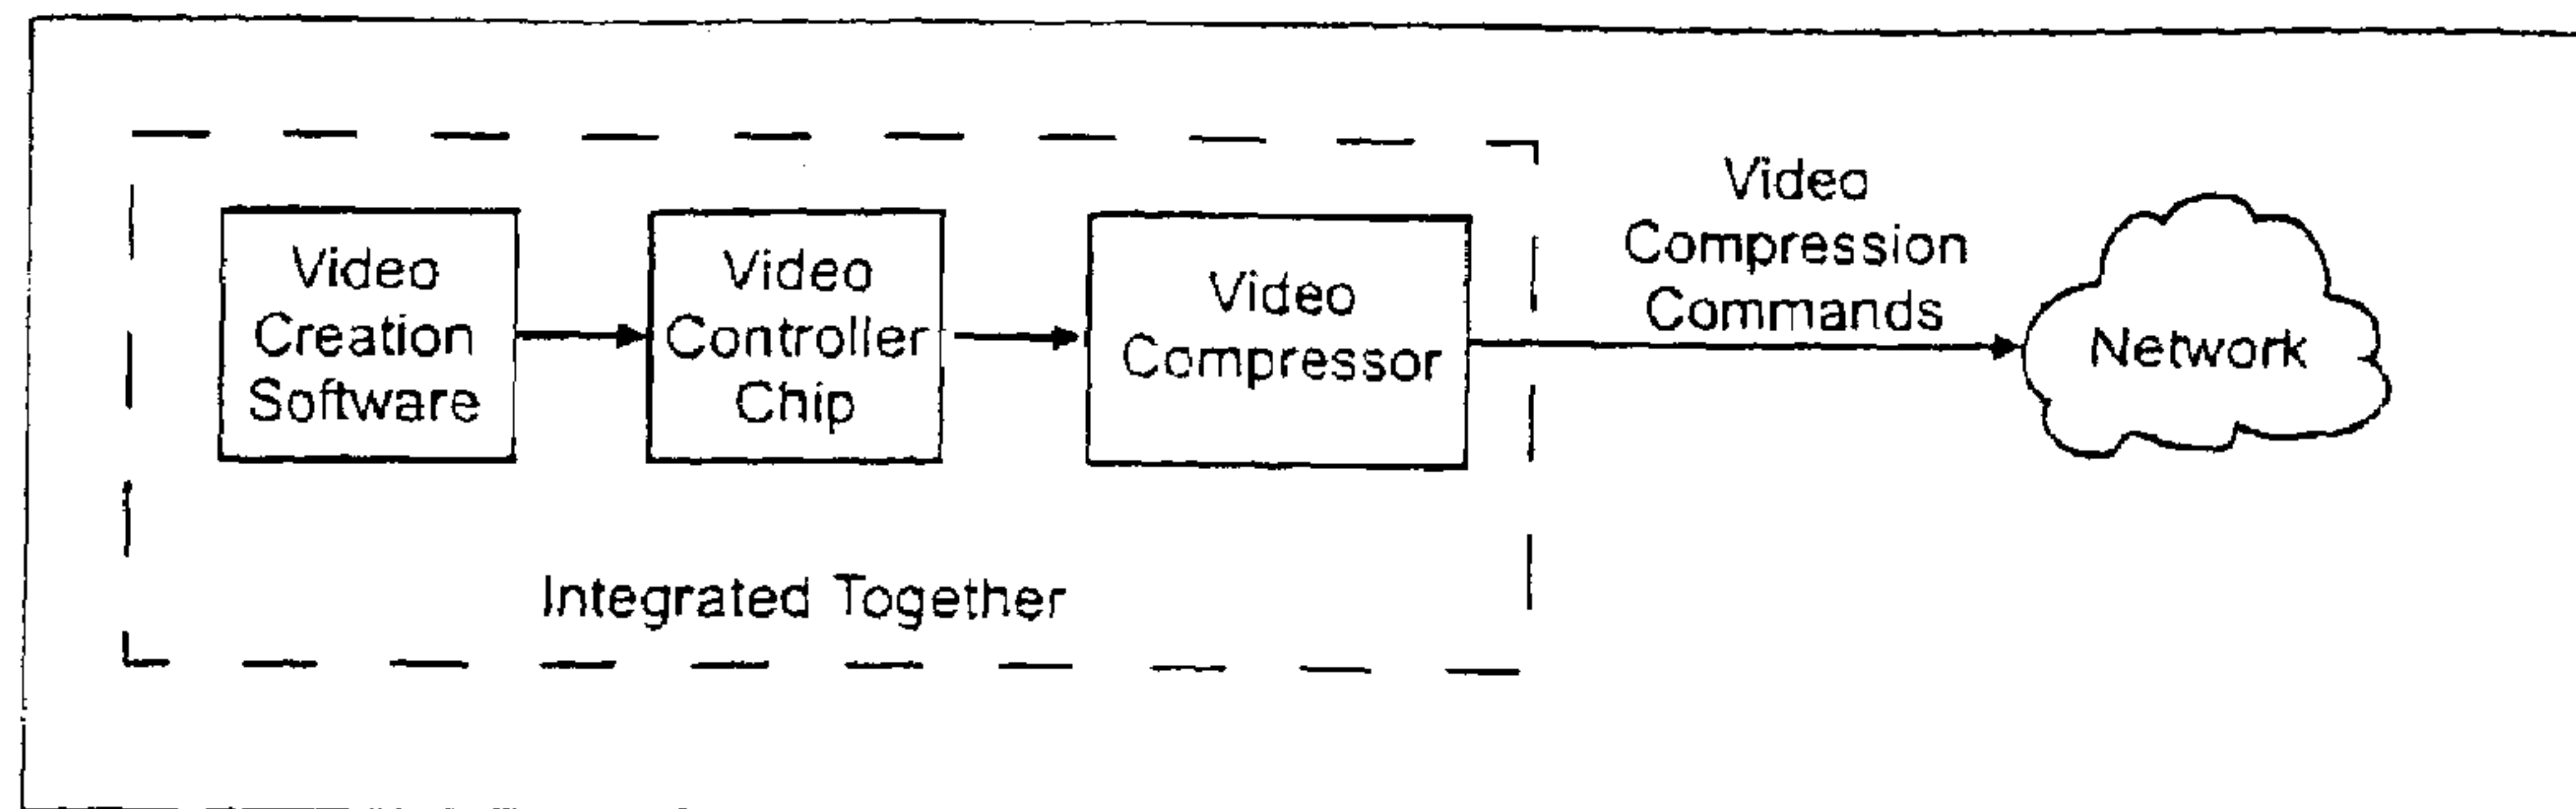 Video
Creation
Software
Video
Controller
Chip
Video
Compressor
Video
Compression
Commands
Network
Integrated Together